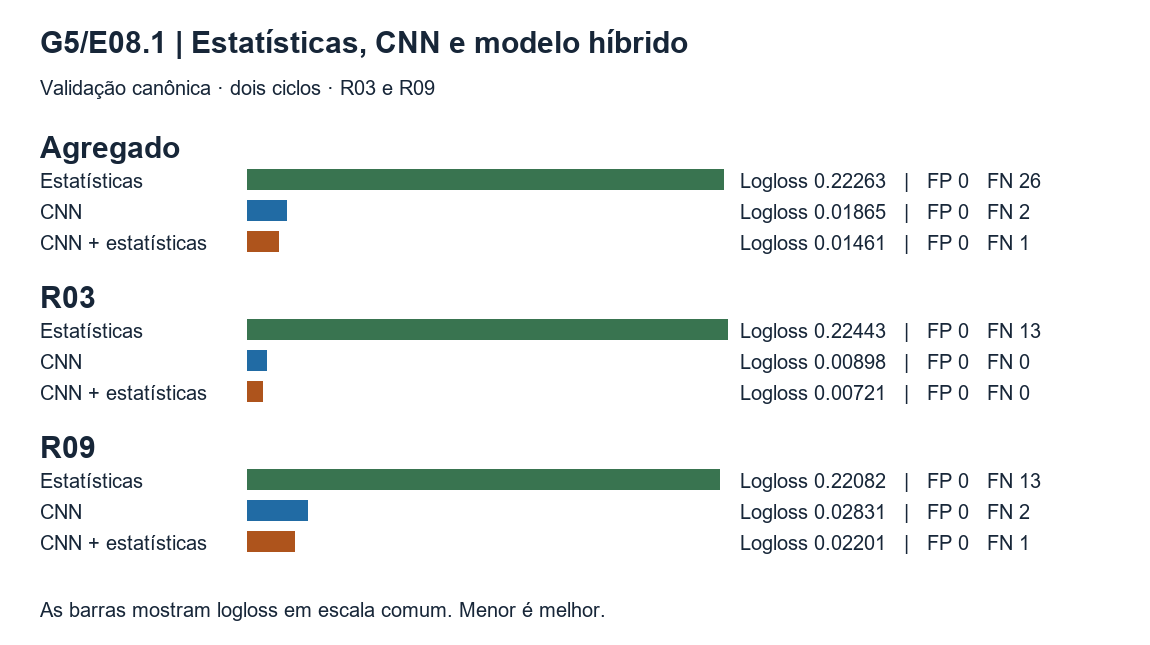 G5/E08.1 | Estatísticas, CNN e modelo híbrido
Validação canônica · dois ciclos · R03 e R09
Agregado
Estatísticas Logloss 0.22263 | FP 0 FN 26
CNN Logloss 0.01865 | FP 0 FN 2
CNN + estatísticas Logloss 0.01461 | FP 0 FN 1
R03
Estatísticas Logloss 0.22443 | FP 0 FN 13
CNN Logloss 0.00898 | FP 0 FN 0
CNN + estatísticas Logloss 0.00721 | FP 0 FN 0
R09
Estatísticas Logloss 0.22082 | FP 0 FN 13
CNN Logloss 0.02831 | FP 0 FN 2
CNN + estatísticas Logloss 0.02201 | FP 0 FN 1
As barras mostram logloss em escala comum. Menor é melhor.